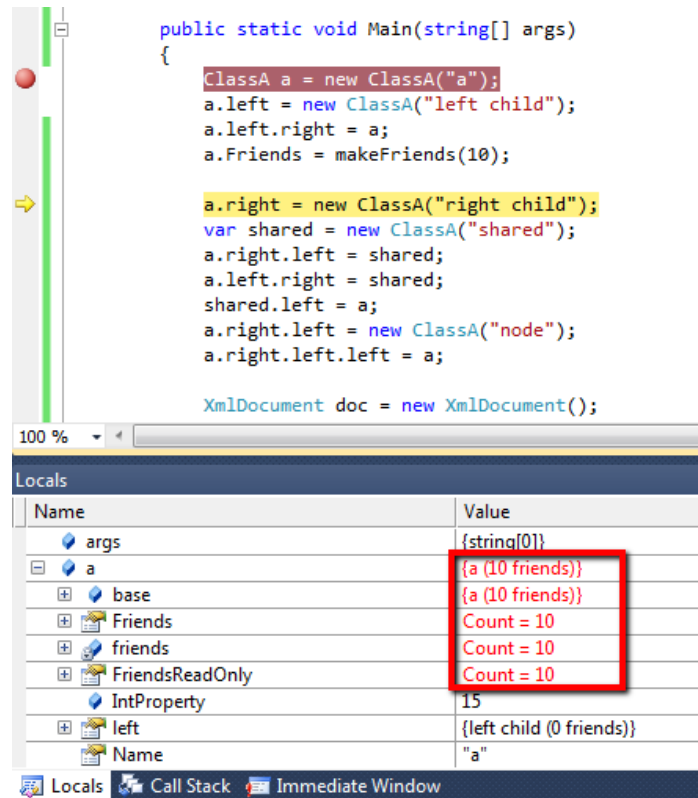 public static void Main(string[] args)
{
ClassA a = new ClassA("a");
a.left = new ClassA("left child");
a.left.right = a;
a.Friends = makeFriends(10);
a.right = new ClassA("right child");
var shared = new ClassA("shared");
a.right.left = shared;
a.left.right = shared;
shared.left = a;
a.right.left = new ClassA("node");
a.right.left.left = a;
XmlDocument doc = new XmlDocument();
100 %
Locals
Name Value
args {string[0]}
a {a (10 friends)}
base {a (10 friends)}
Friends Count = 10
friends Count = 10
FriendsReadOnly Count = 10
IntProperty 15
left {left child (0 friends)}
Name "a"
Locals Call Stack Immediate Window